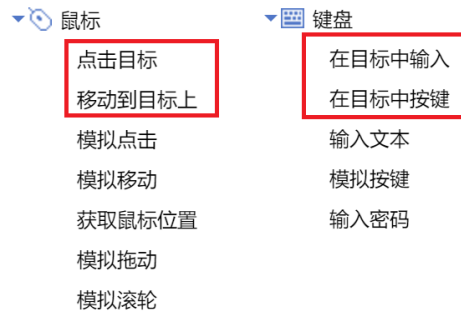 鼠标
点击目标
移动到目标上
模拟点击
模拟移动
获取鼠标位置
模拟拖动
模拟滚轮
键盘
在目标中输入
在目标中按键
输入文本
模拟按键
输入密码